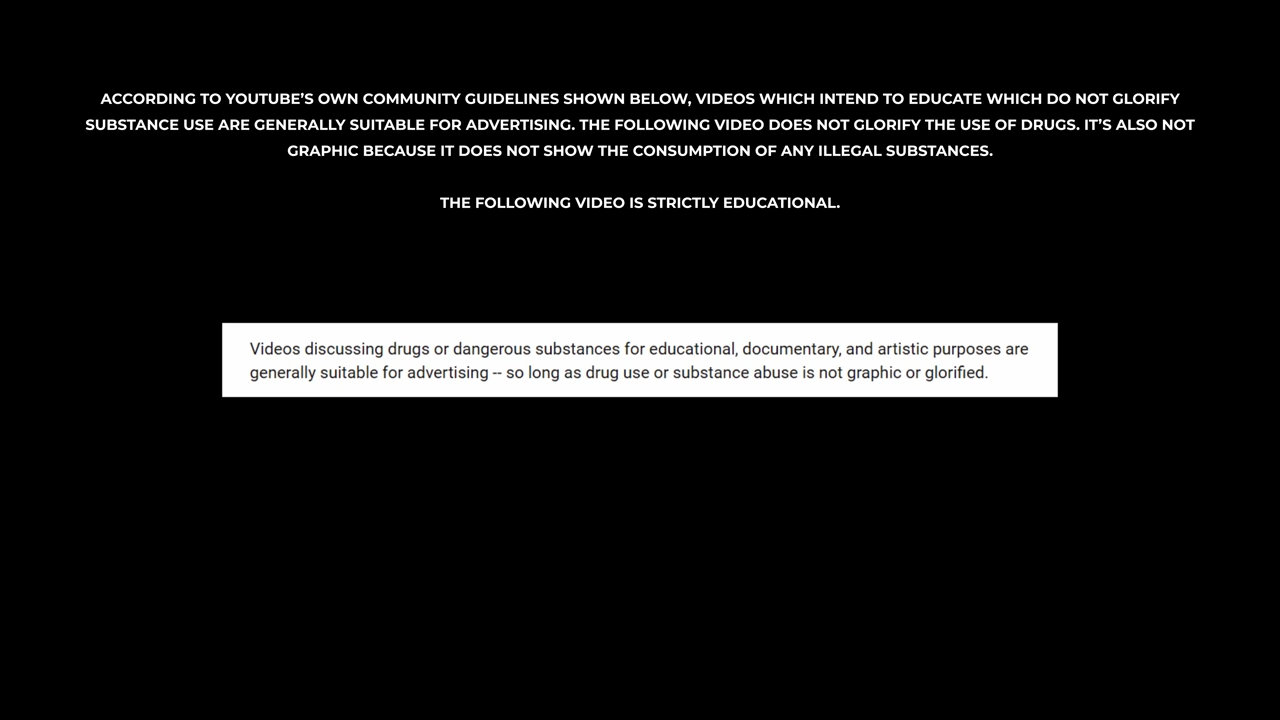 ACCORDING TO YOUTUBE’S OWN COMMUNITY GUIDELINES SHOWN BELOW, VIDEOS WHICH INTEND TO EDUCATE WHICH DO NOT GLORIFY
SUBSTANCE USE ARE GENERALLY SUITABLE FOR ADVERTISING. THE FOLLOWING VIDEO DOES NOT GLORIFY THE USE OF DRUGS. IT’S ALSO NOT
GRAPHIC BECAUSE IT DOES NOT SHOW THE CONSUMPTION OF ANY ILLEGAL SUBSTANCES.
THE FOLLOWING VIDEO IS STRICTLY EDUCATIONAL.
Videos discussing drugs or dangerous substances for educational, documentary, and artistic purposes are
generally suitable for advertising -- so long as drug use or substance abuse is not graphic or glorified.